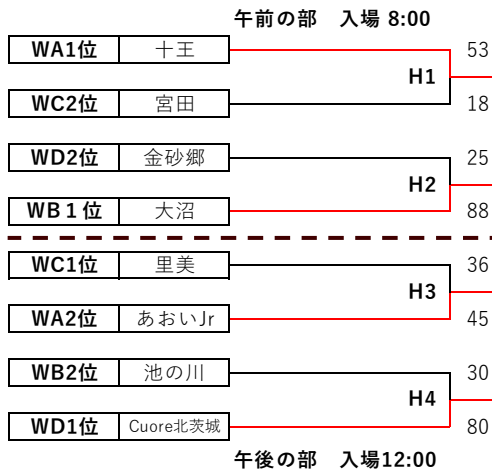 午前の部 入場 8:00
WA1位 十王 53
H1
WC2位 宮田 18
WD2位 金砂郷 25
H2
WB１位 大沼 88
WC1位 里美 36
H3
WA2位 あおいJr 45
WB2位 池の川 30
H4
WD1位 Cuore北茨城 80
午後の部 入場12:00